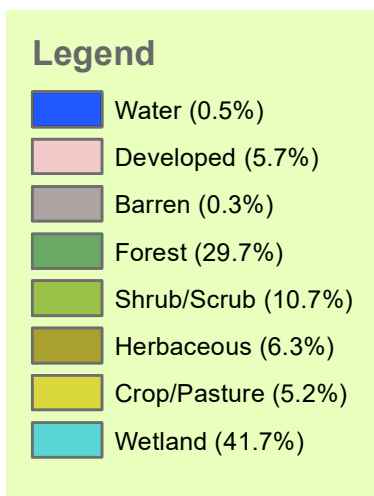 Legend
Water (0.5%)
Developed (5.7%)
Barren (0.3%)
Forest (29.7%)
Shrub/Scrub (10.7%)
Herbaceous (6.3%)
Crop/Pasture (5.2%)
Wetland (41.7%)